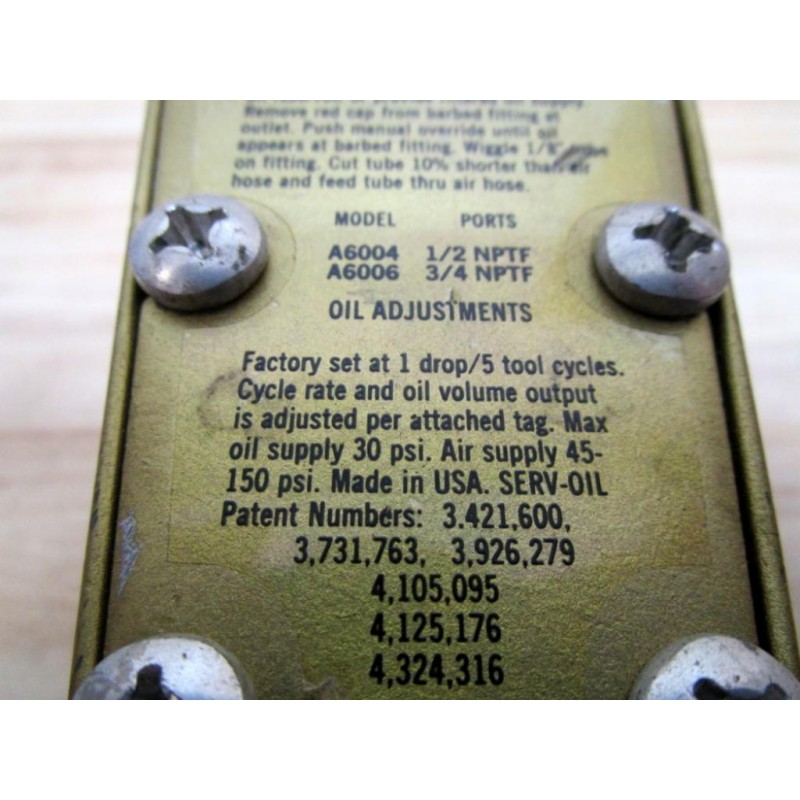 supply
Remove red cap from barbed fitting at
outlet. Push manual override until oil
appears at barbed fitting. Wiggle 1/8"
on fitting. Cut tube 10% shorter than air
hose and feed tube thru air hose.
MODEL PORTS
A6004 1/2 NPTF
A6006 3/4 NPTF
OIL ADJUSTMENTS
Factory set at 1 drop/5 tool cycles.
Cycle rate and oil volume output
is adjusted per attached tag. Max
oil supply 30 psi. Air supply 45-
150 psi. Made in USA. SERV-OIL
Patent Numbers: 3.421,600,
3,731,763, 3,926,279
4,105,095
4,125,176
4,324,316